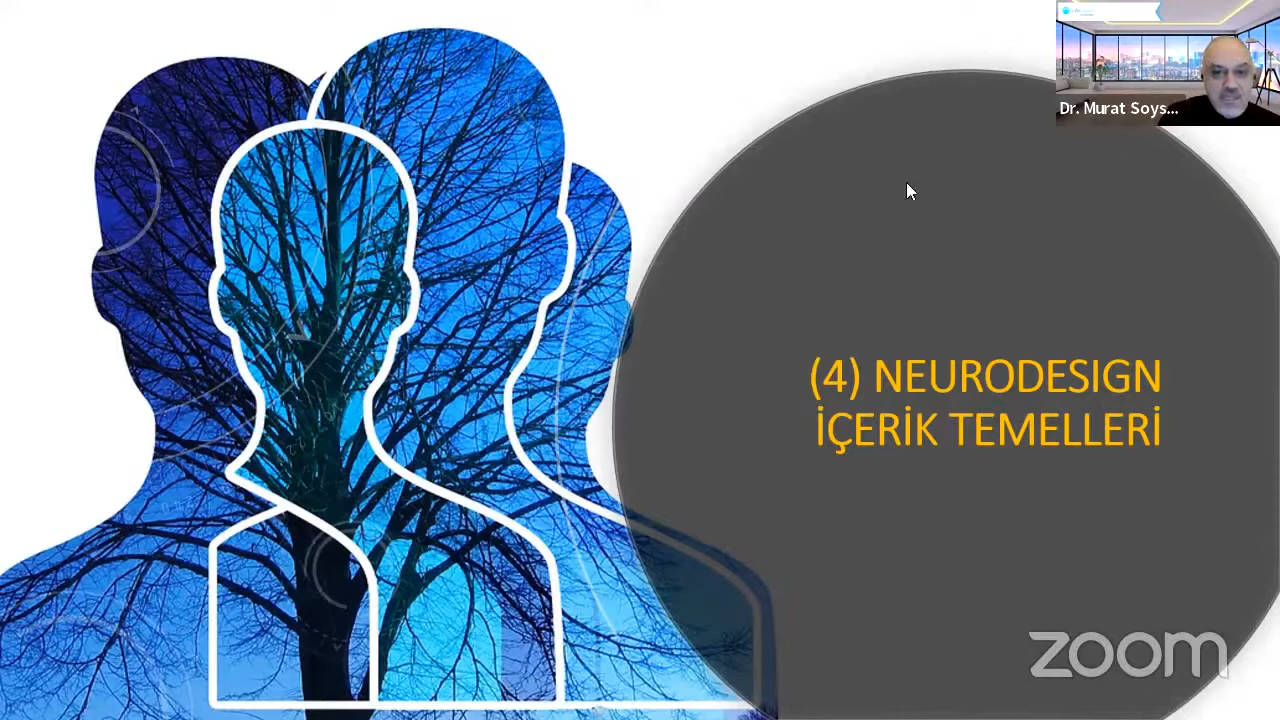 Dr. Murat Soys...
(4) NEURODESIGN
İÇERİK TEMELLERİ
zoom